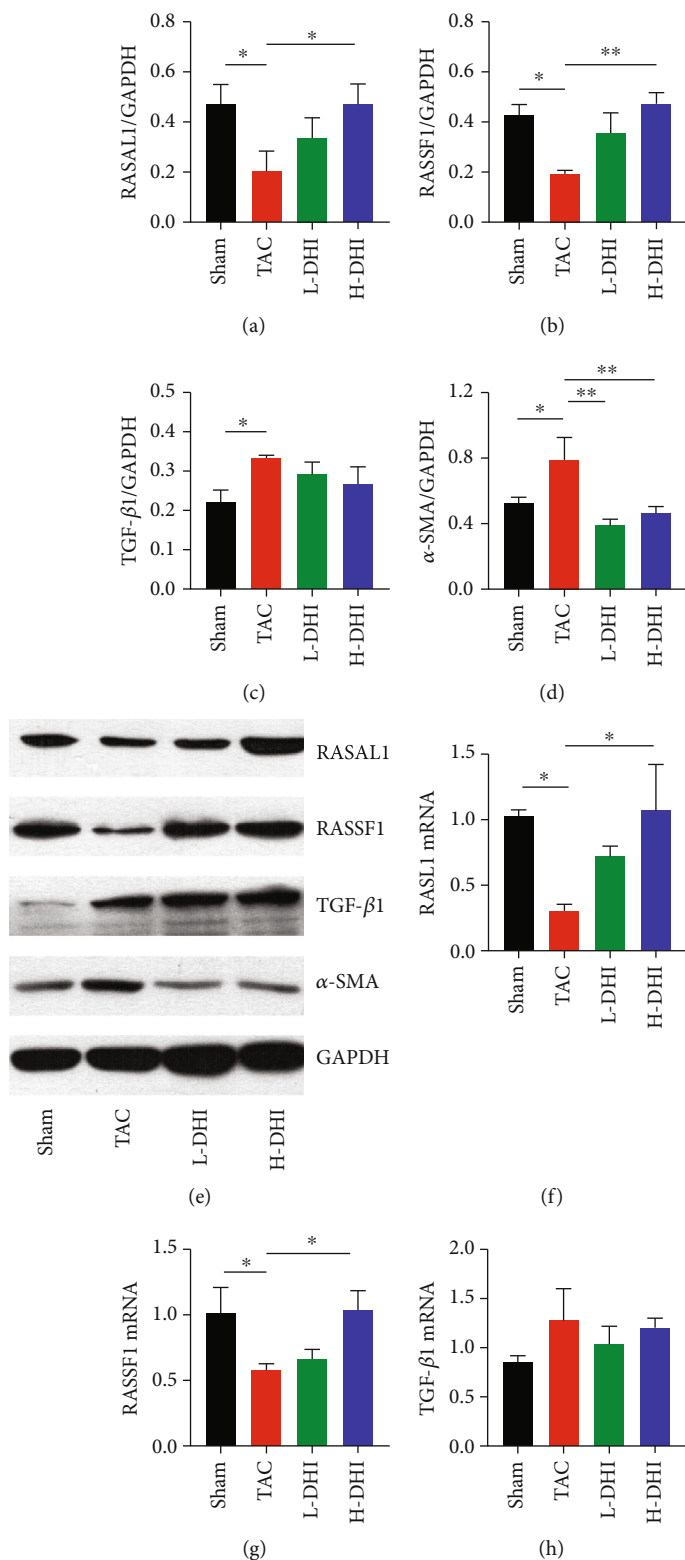 0.8
0.6
0.4
0.2
0.0
RASAL1/GAPDH
*
*
Sham
TAC
L-DHI
H-DHI
(a)
0.8
0.6
0.4
0.2
0.0
RASSF1/GAPDH
*
**
Sham
TAC
L-DHI
H-DHI
(b)
0.5
0.4
0.3
0.2
0.1
0.0
TGF-β1/GAPDH
*
Sham
TAC
L-DHI
H-DHI
(c)
1.2
0.8
0.4
0.0
α-SMA/GAPDH
**
**
*
Sham
TAC
L-DHI
H-DHI
(d)
RASAL1
RASSF1
TGF-β1
α-SMA
GAPDH
Sham
TAC
L-DHI
H-DHI
(e)
1.5
1.0
0.5
0.0
RASL1 mRNA
*
*
Sham
TAC
L-DHI
H-DHI
(f)
1.5
1.0
0.5
0.0
RASSF1 mRNA
*
*
Sham
TAC
L-DHI
H-DHI
(g)
2.0
1.5
1.0
0.5
0.0
TGF-β1 mRNA
Sham
TAC
L-DHI
H-DHI
(h)